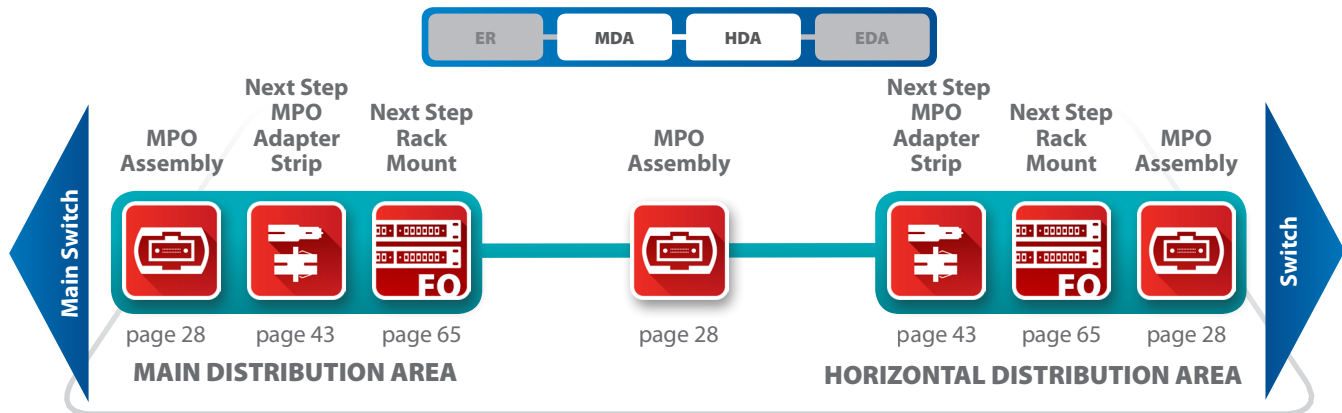 ER MDA HDA EDA
Main Switch
MPO
Assembly
Next Step
MPO
Adapter
Strip
Next Step
Rack
Mount
MPO
Assembly
Next Step
MPO
Adapter
Strip
Next Step
Rack
Mount
MPO
Assembly
Switch
FO
FO
page 28
page 43
page 65
page 28
page 43
page 65
page 28
MAIN DISTRIBUTION AREA
HORIZONTAL DISTRIBUTION AREA